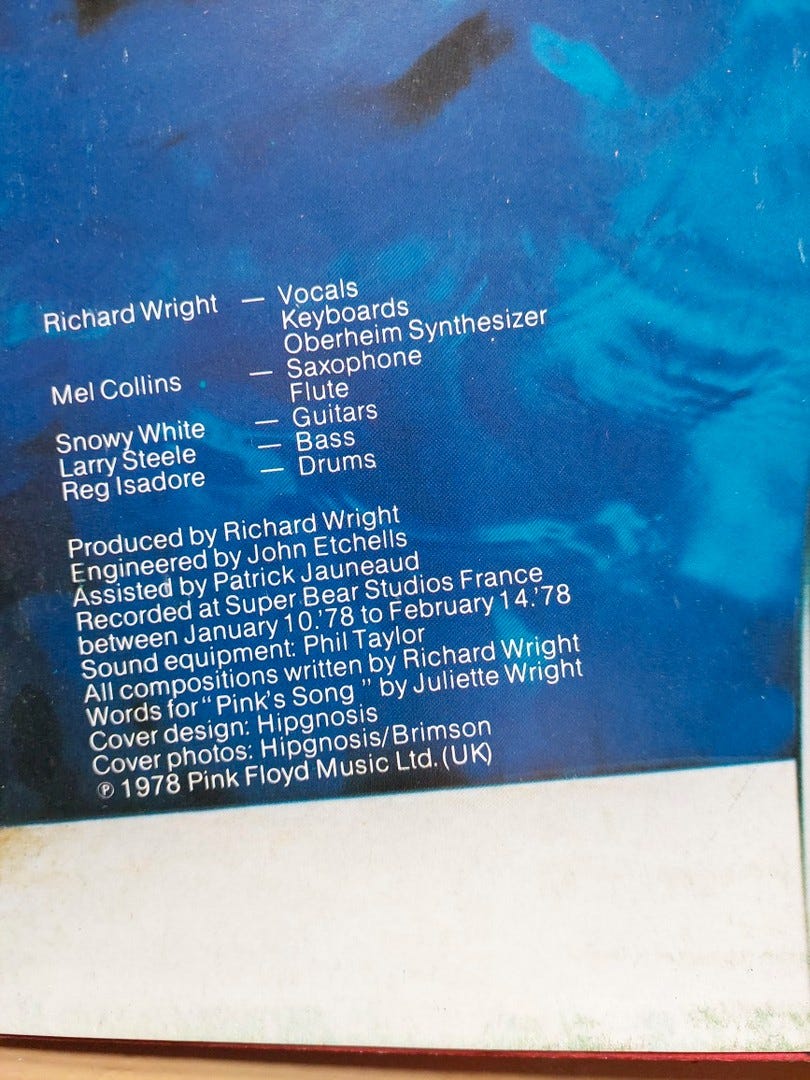 Richard Wright — Vocals
Keyboards
Oberheim Synthesizer
Mel Collins — Saxophone
Flute
Snowy White — Guitars
Larry Steele — Bass
Reg Isadore — Drums
Produced by Richard Wright
Engineered by John Etchells
Assisted by Patrick Jauneaud
Recorded at Super Bear Studios France
between January 10.'78 to February 14.'78
Sound equipment: Phil Taylor
All compositions written by Richard Wright
Words for “Pink's Song ” by Juliette Wright
Cover design: Hipgnosis
Cover photos: Hipgnosis/Brimson
℗ 1978 Pink Floyd Music Ltd. (UK)